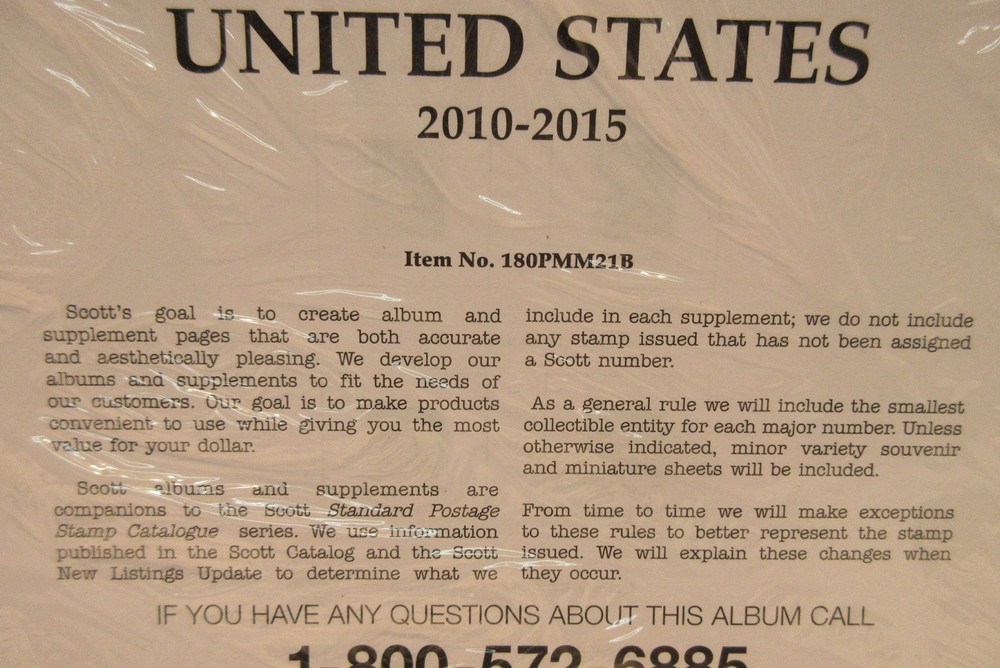 UNITED STATES
2010-2015
Item No. 180PMM21B
Scott's goal is to create album and
supplement pages that are both accurate
and aesthetically pleasing. We develop our
albums and supplements to fit the needs of
our customers. Our goal is to make products
convenient to use while giving you the most
value for your dollar.
Scott albums and supplements are
companions to the Scott Standard Postage
Stamp Catalogue series. We use information
published in the Scott Catalog and the Scott
New Listings Update to determine what we
include in each supplement; we do not include
any stamp issued that has not been assigned
a Scott number.
As a general rule we will include the smallest
collectible entity for each major number. Unless
otherwise indicated, minor variety souvenir
and miniature sheets will be included.
From time to time we will make exceptions
to these rules to better represent the stamp
issued. We will explain these changes when
they occur.
IF YOU HAVE ANY QUESTIONS ABOUT THIS ALBUM CALL
1-800-572-6885